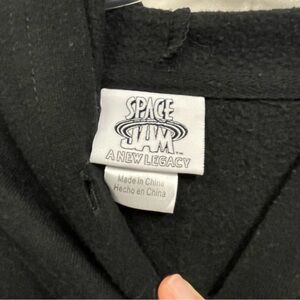 SPACE
JAM
A NEW LEGACY
Made in China
Hecho en China